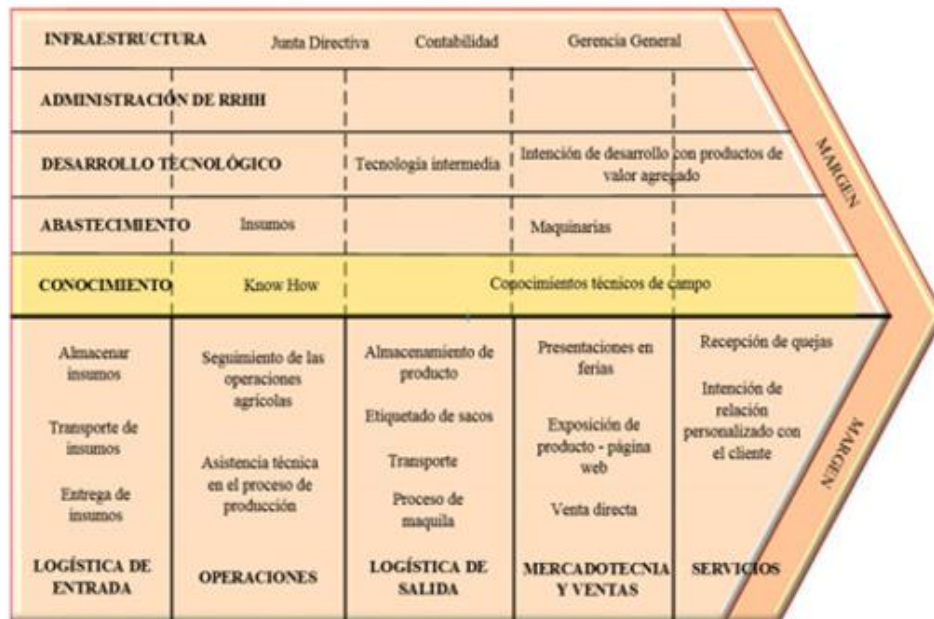 INFRAESTRUCTURA
Junta Directiva
Contabilidad
Gerencia General
ADMINISTRACIÓN DE RRHH
DESARROLLO TECNOLÓGICO
Tecnología intermedia
Intención de desarrollo con productos de
valor agregado
ABASTECIMIENTO
Insumos
Maquinarias
CONOCIMIENTO
Know How
Conocimientos técnicos de campo
Almacenar
insumos
Transporte de
insumos
Entrega de
insumos
LOGÍSTICA DE
ENTRADA
Seguimiento de las
operaciones
agrícolas
Asistencia técnica
en el proceso de
producción
OPERACIONES
Almacenamiento de
producto
Etiquetado de sacos
Transporte
Proceso de
maquila
LOGÍSTICA DE
SALIDA
Presentaciones en
ferias
Exposición de
producto - página
web
Venta directa
MERCADOTECNIA
Y VENTAS
Recepción de quejas
Intención de
relación
personalizado con
el cliente
SERVICIOS
MARGEN
MARGEN